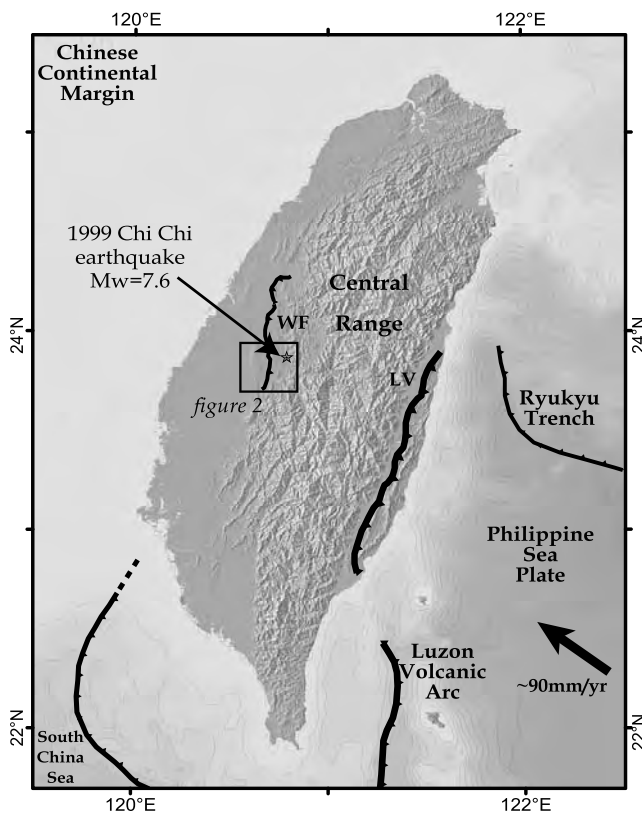 120°E
122°E
Chinese
Continental
Margin
1999 Chi Chi
earthquake
Mw=7.6
Central
Range
WF
24°N
24°N
LV
figure 2
Ryukyu
Trench
Philippine
Sea
Plate
Luzon
Volcanic
Arc
~90mm/yr
22°N
22°N
South
China
Sea
120°E
122°E